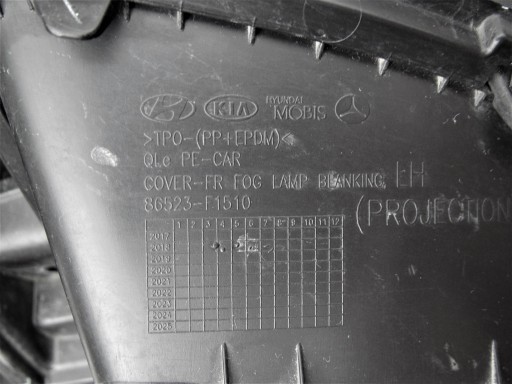 KIA HYUNDAI MOBIS
>TPO-(PP+EPDM)<
QLe PE-CAR
COVER-FR FOG LAMP BLANKING, LH
86523-F1510
(PROJECTION
1 2 3 4 5 6 7 8 9 10 11 12
2017
2018
2019
2020
2021
2022
2023
2024
2025